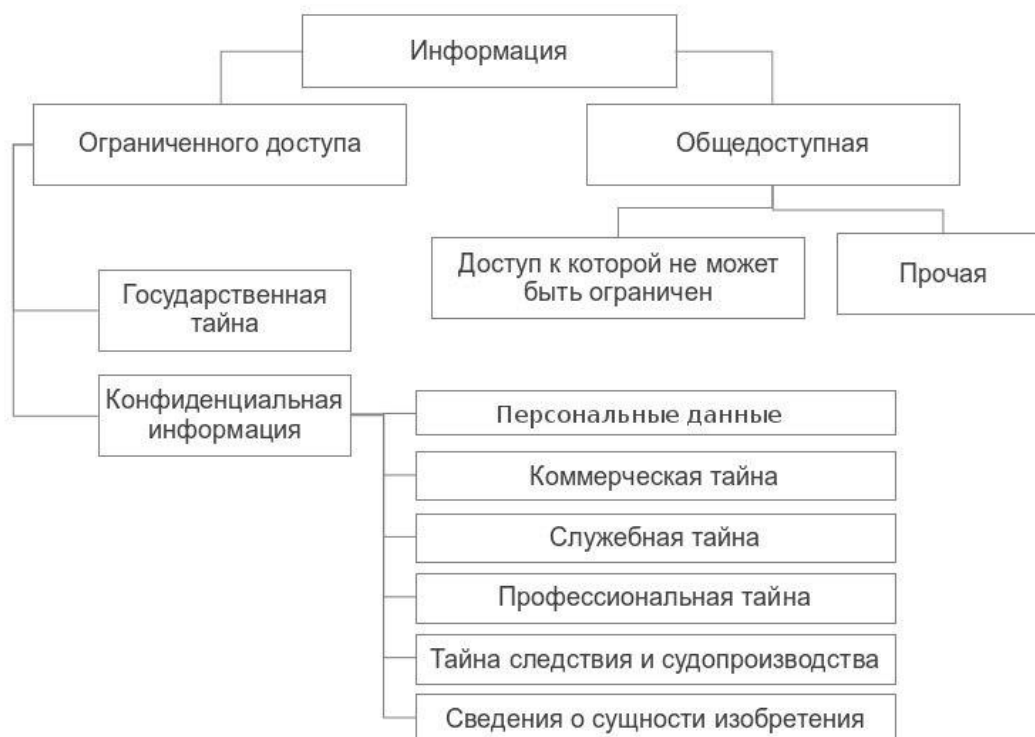 Информация
Ограниченного доступа
Общедоступная
Доступ к которой не может
быть ограничен
Прочая
Государственная
тайна
Конфиденциальная
информация
Персональные данные
Коммерческая тайна
Служебная тайна
Профессиональная тайна
Тайна следствия и судопроизводства
Сведения о сущности изобретения